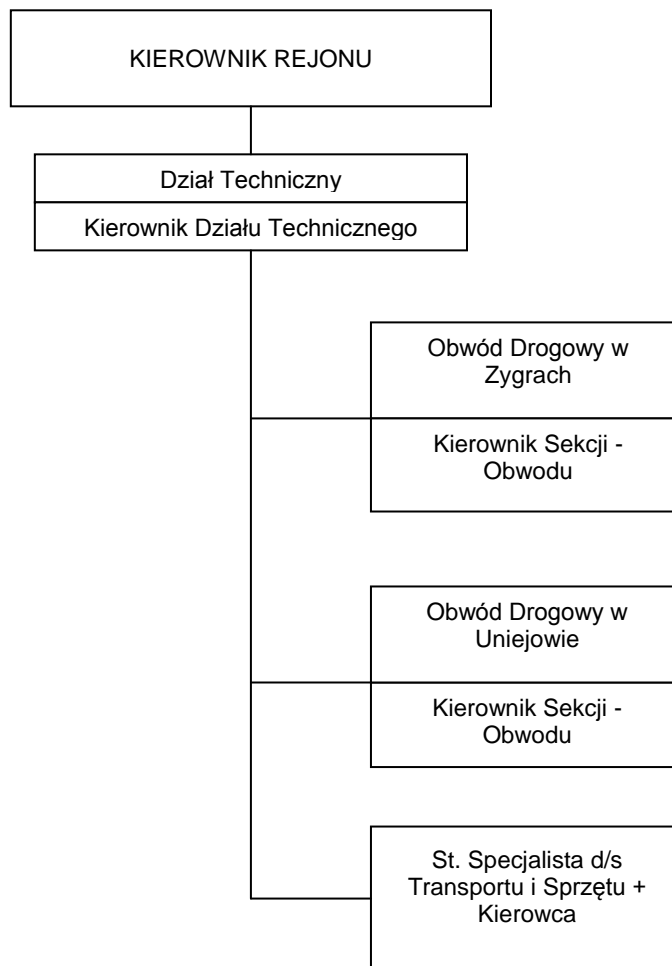 KIEROWNIK REJONU
Dział Techniczny
Kierownik Działu Technicznego
Obwód Drogowy w
Zygrach
Kierownik Sekcji -
Obwodu
Obwód Drogowy w
Uniejowie
Kierownik Sekcji -
Obwodu
St. Specjalista d/s
Transportu i Sprzętu +
Kierowca